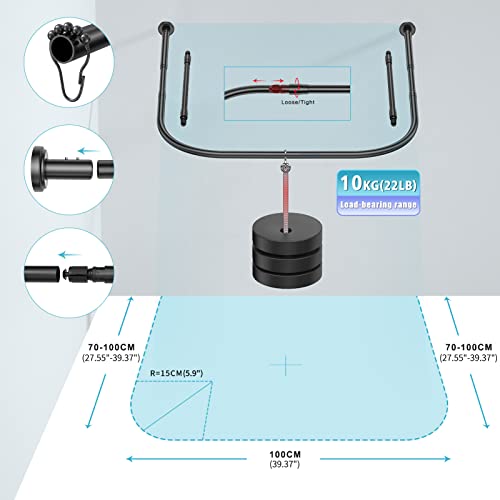 Loose/Tight
10KG(22LB)
Load-bearing range
70-100CM
(27.55"-39.37")
70-100CM
(27.55"-39.37")
R=15CM(5.9")
100CM
(39.37")